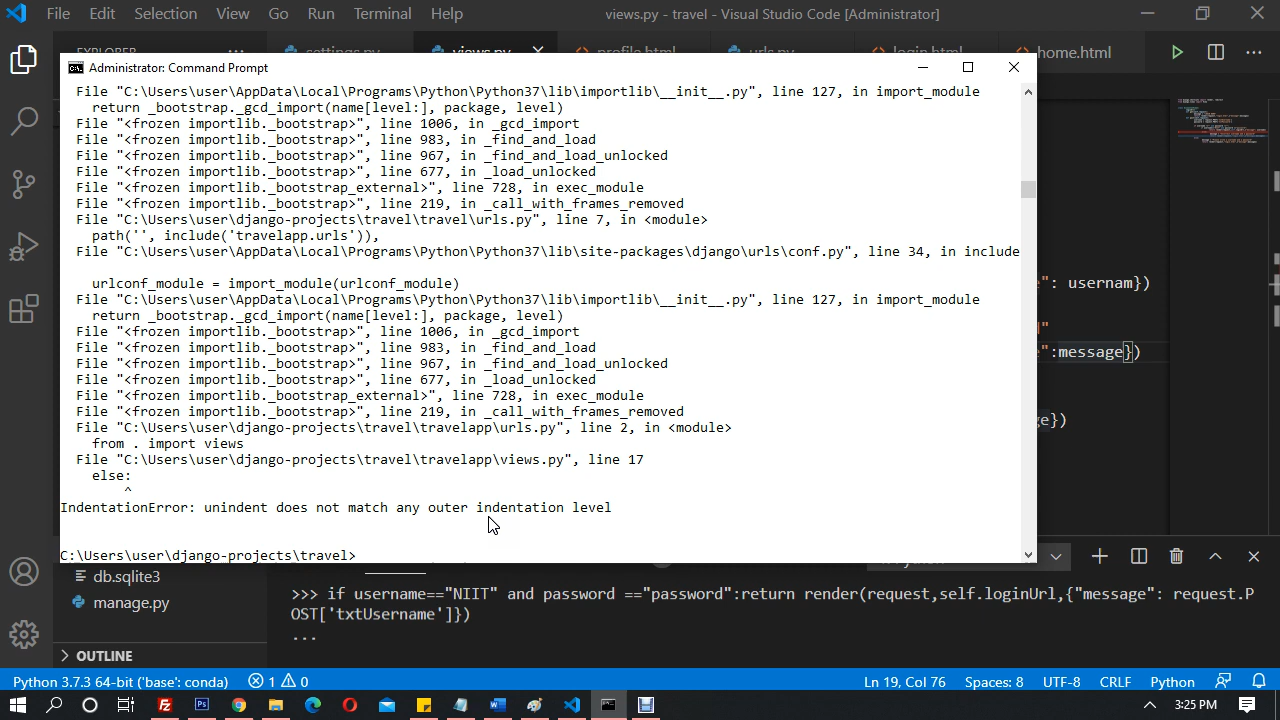 File Edit Selection View Go Run Terminal Help views.py - travel - Visual Studio Code [Administrator]
EXPLORER ··· settings.py views.py profile.html urls.py login.html home.html ···
Administrator: Command Prompt
File "C:\Users\user\AppData\Local\Programs\Python\Python37\lib\importlib\__init__.py", line 127, in import_module
return _bootstrap._gcd_import(name[level:], package, level)
File "<frozen importlib._bootstrap>", line 1006, in _gcd_import
File "<frozen importlib._bootstrap>", line 983, in _find_and_load
File "<frozen importlib._bootstrap>", line 967, in _find_and_load_unlocked
File "<frozen importlib._bootstrap>", line 677, in _load_unlocked
File "<frozen importlib._bootstrap_external>", line 728, in exec_module
File "<frozen importlib._bootstrap>", line 219, in _call_with_frames_removed
File "C:\Users\user\django-projects\travel\travel\urls.py", line 7, in <module>
path('', include('travelapp.urls')),
File "C:\Users\user\AppData\Local\Programs\Python\Python37\lib\site-packages\django\urls\conf.py", line 34, in include
urlconf_module = import_module(urlconf_module)
File "C:\Users\user\AppData\Local\Programs\Python\Python37\lib\importlib\__init__.py", line 127, in import_module
return _bootstrap._gcd_import(name[level:], package, level)
File "<frozen importlib._bootstrap>", line 1006, in _gcd_import
File "<frozen importlib._bootstrap>", line 983, in _find_and_load
File "<frozen importlib._bootstrap>", line 967, in _find_and_load_unlocked
File "<frozen importlib._bootstrap>", line 677, in _load_unlocked
File "<frozen importlib._bootstrap_external>", line 728, in exec_module
File "<frozen importlib._bootstrap>", line 219, in _call_with_frames_removed
File "C:\Users\user\django-projects\travel\travelapp\urls.py", line 2, in <module>
from . import views
File "C:\Users\user\django-projects\travel\travelapp\views.py", line 17
else:
^
IndentationError: unindent does not match any outer indentation level
C:\Users\user\django-projects\travel>
": usernam})
"
":message})
e})
db.sqlite3
manage.py
OUTLINE
>>> if username=="NIIT" and password =="password":return render(request,self.loginUrl,{"message": request.P
OST['txtUsername']})
...
Python 3.7.3 64-bit ('base': conda) 1 0 Ln 19, Col 76 Spaces: 8 UTF-8 CRLF Python
3:25 PM